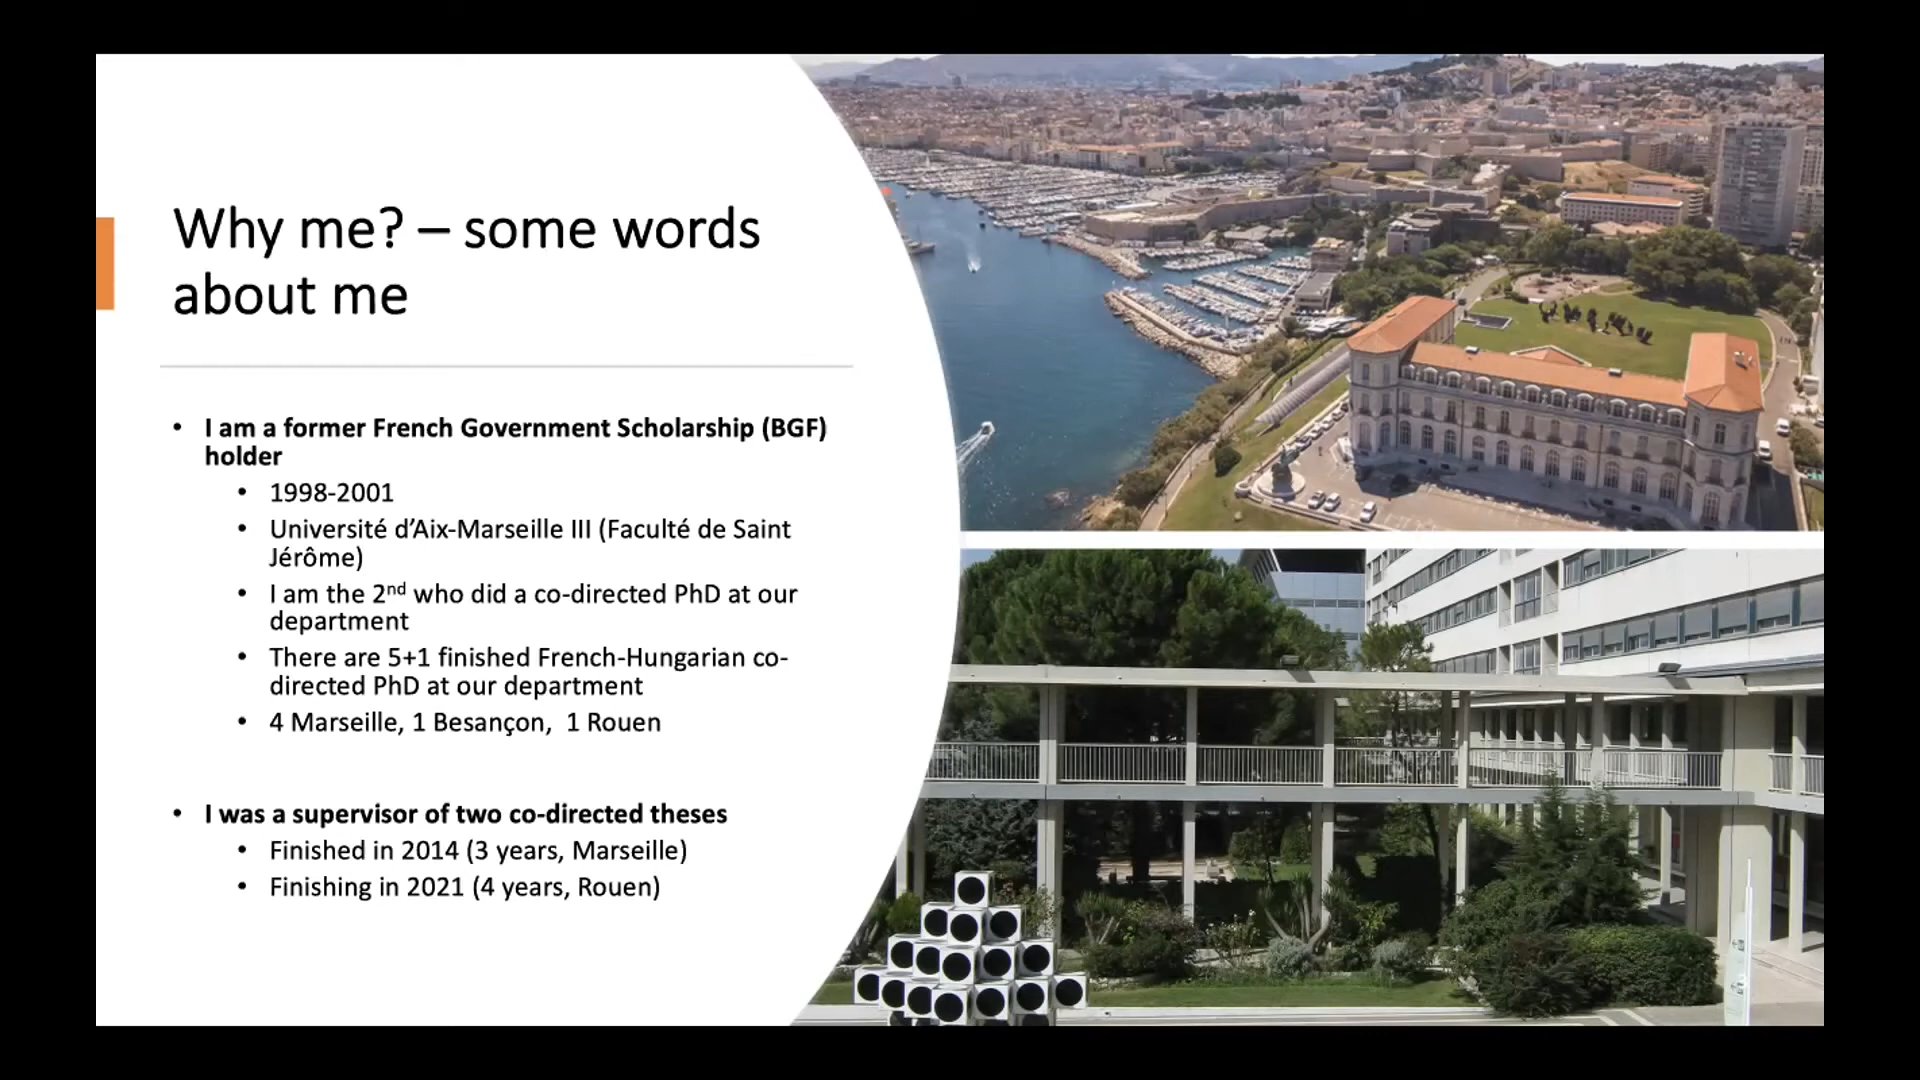 Why me? – some words
about me
• I am a former French Government Scholarship (BGF)
holder
• 1998-2001
• Université d’Aix-Marseille III (Faculté de Saint
Jérôme)
• I am the 2nd who did a co-directed PhD at our
department
• There are 5+1 finished French-Hungarian co-
directed PhD at our department
• 4 Marseille, 1 Besançon,  1 Rouen
• I was a supervisor of two co-directed theses
• Finished in 2014 (3 years, Marseille)
• Finishing in 2021 (4 years, Rouen)